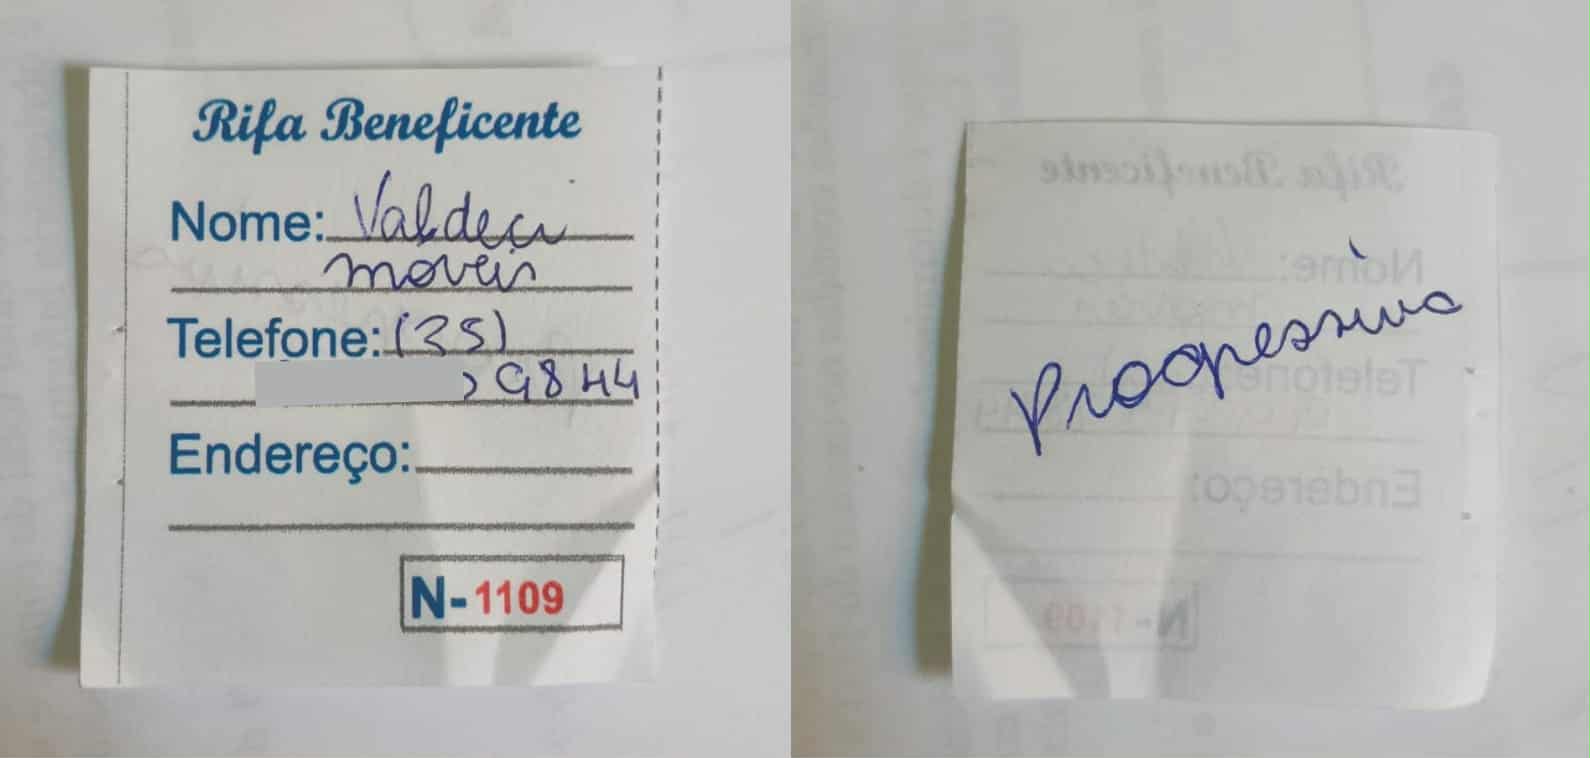 Rifa Beneficente
Nome: Valdeci
moveis
Telefone: (35)
9844
Endereço:
N-1109
Progressiva